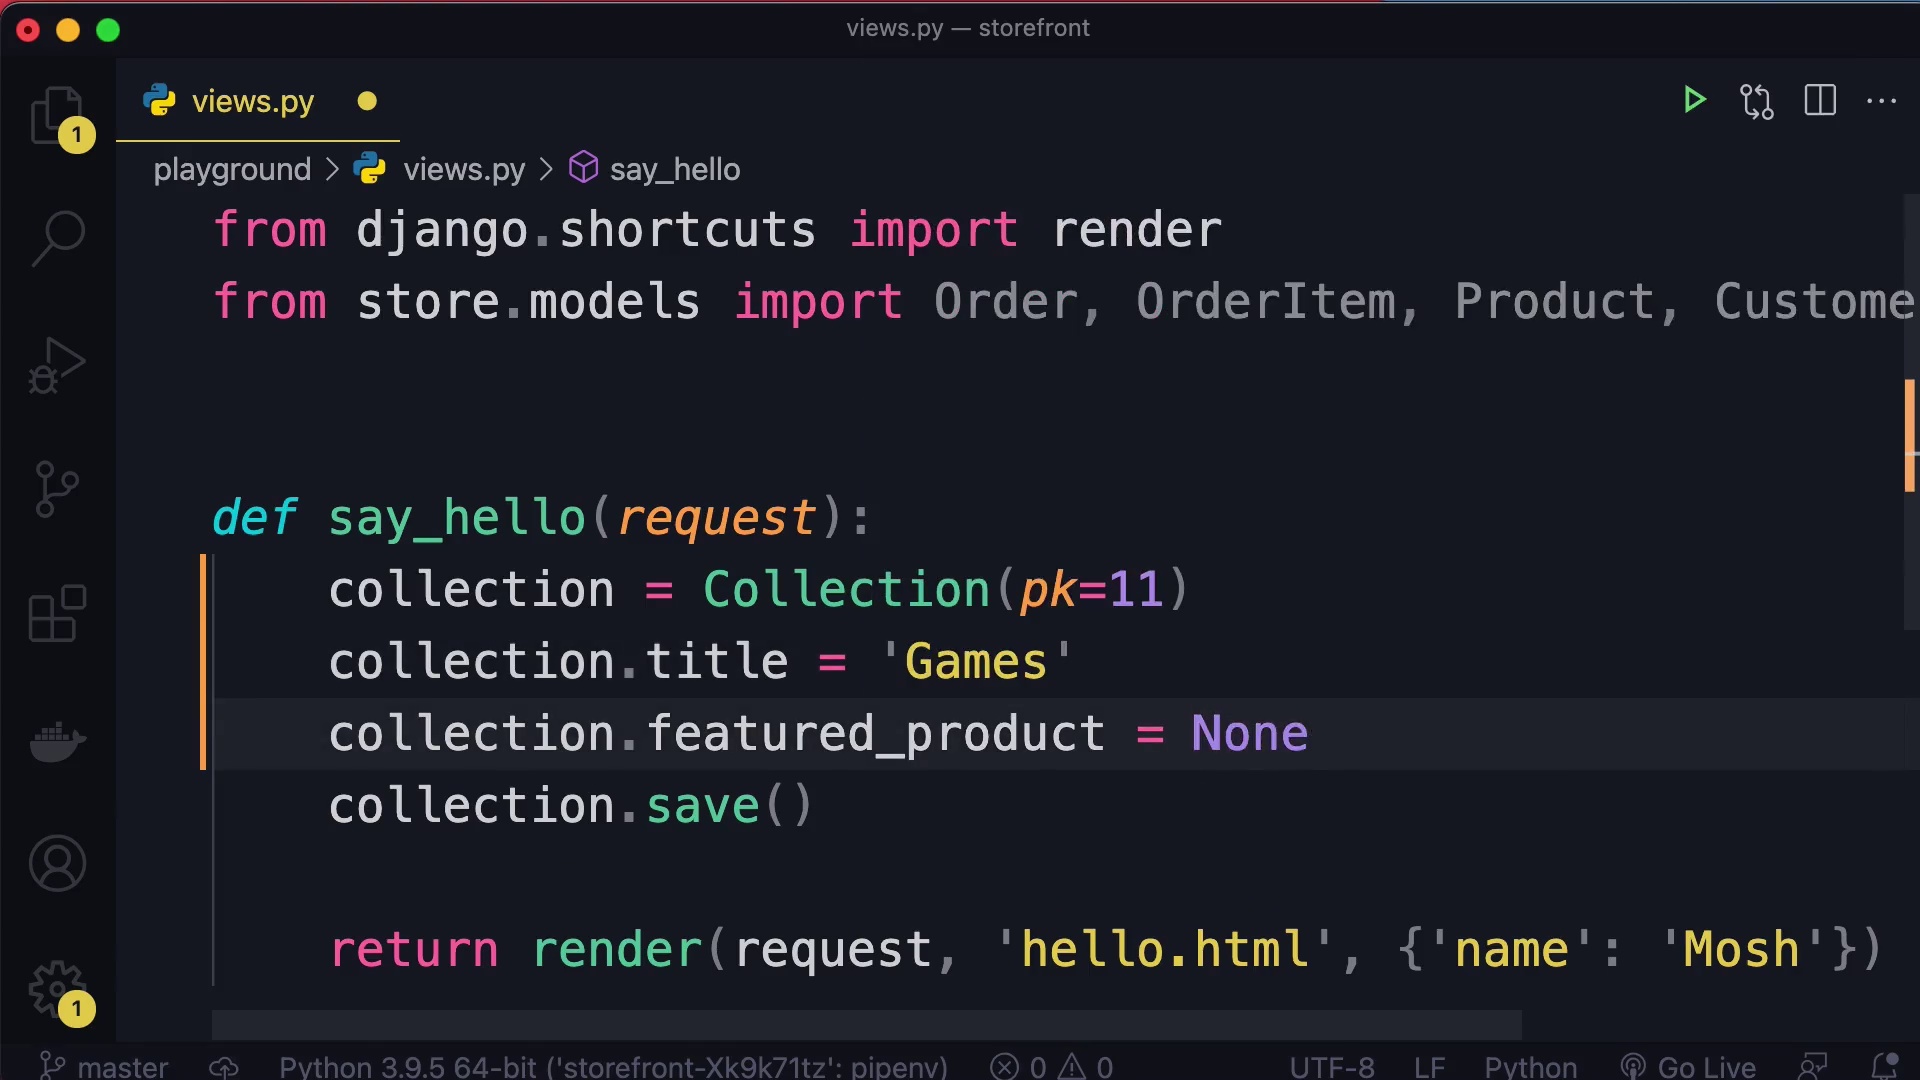 views.py — storefront
views.py
1
playground > views.py > say_hello
from django.shortcuts import render
from store.models import Order, OrderItem, Product, Custome
def say_hello(request):
    collection = Collection(pk=11)
    collection.title = 'Games'
    collection.featured_product = None
    collection.save()
    return render(request, 'hello.html', {'name': 'Mosh'})
1
master Python 3.9.5 64-bit ('storefront-Xk9k71tz': pipenv) 0 0 UTF-8 LF Python Go Live